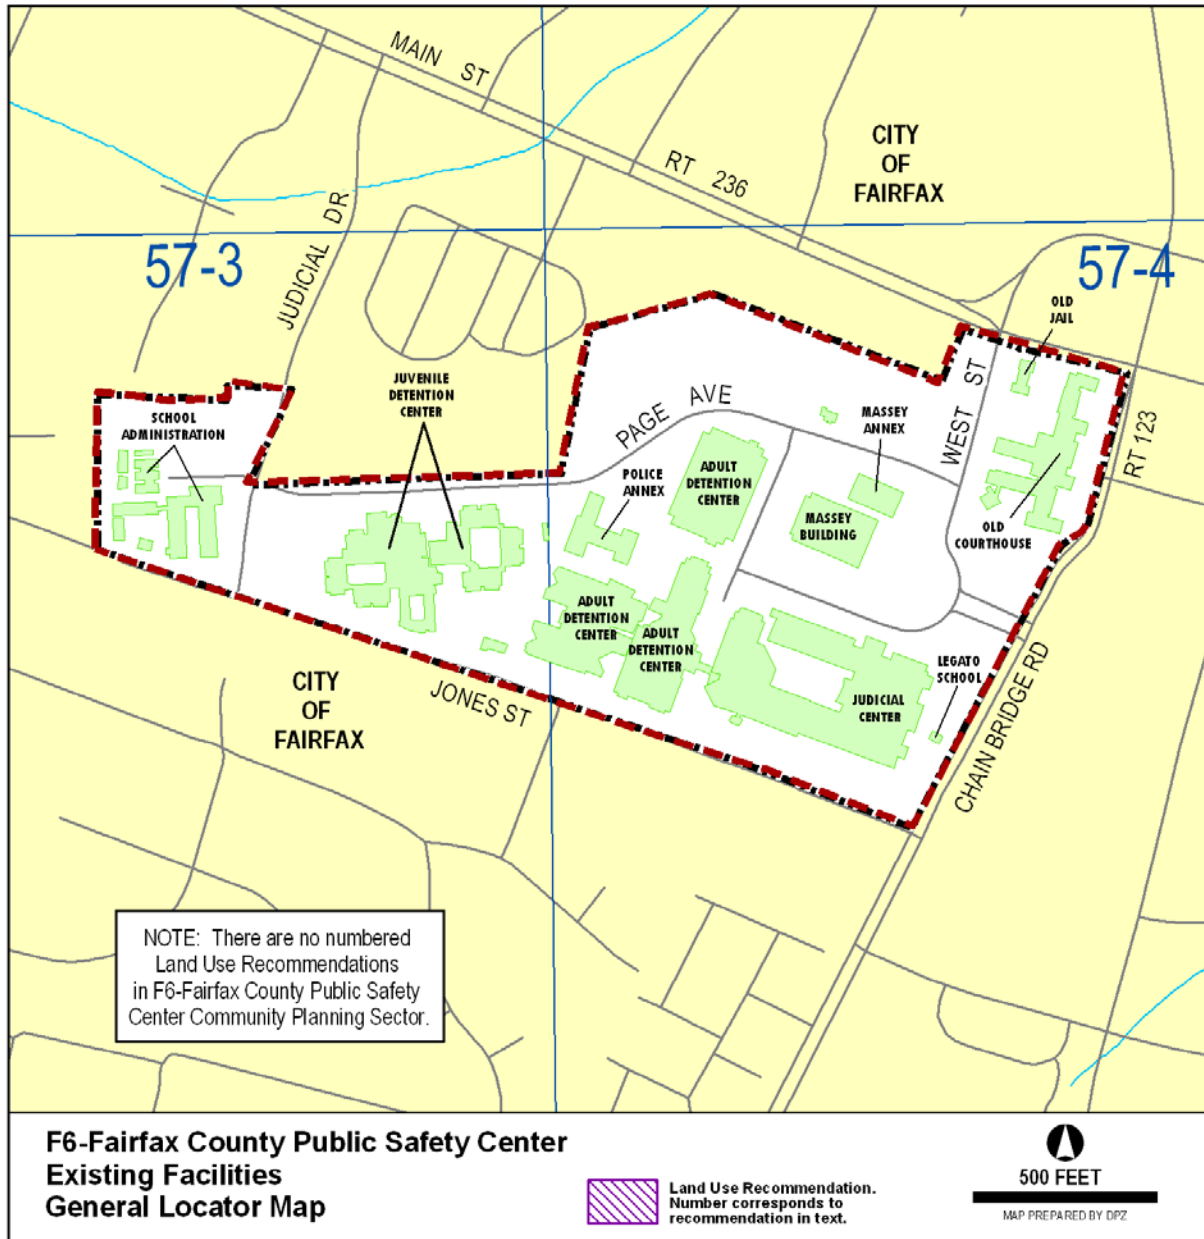 MAIN ST
RT 236
CITY
OF
FAIRFAX
JUDICIAL DR
57-3
57-4
OLD
JAIL
JUVENILE
DETENTION
CENTER
WEST ST
PAGE AVE
MASSEY
ANNEX
RT 123
SCHOOL
ADMINISTRATION
POLICE
ANNEX
ADULT
DETENTION
CENTER
MASSEY
BUILDING
OLD
COURTHOUSE
ADULT
DETENTION
CENTER
ADULT
DETENTION
CENTER
LEGATO
SCHOOL
JUDICIAL
CENTER
CITY
OF
FAIRFAX
JONES ST
CHAIN BRIDGE RD
NOTE: There are no numbered
Land Use Recommendations
in F6-Fairfax County Public Safety
Center Community Planning Sector.
F6-Fairfax County Public Safety Center
Existing Facilities
General Locator Map
Land Use Recommendation.
Number corresponds to
recommendation in text.
500 FEET
MAP PREPARED BY DPZ